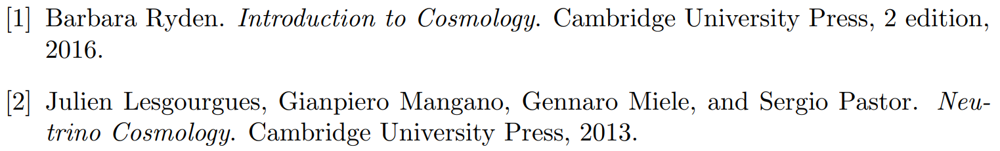 [1] Barbara Ryden. Introduction to Cosmology. Cambridge University Press, 2 edition,
2016.
[2] Julien Lesgourgues, Gianpiero Mangano, Gennaro Miele, and Sergio Pastor. Neu-
trino Cosmology. Cambridge University Press, 2013.